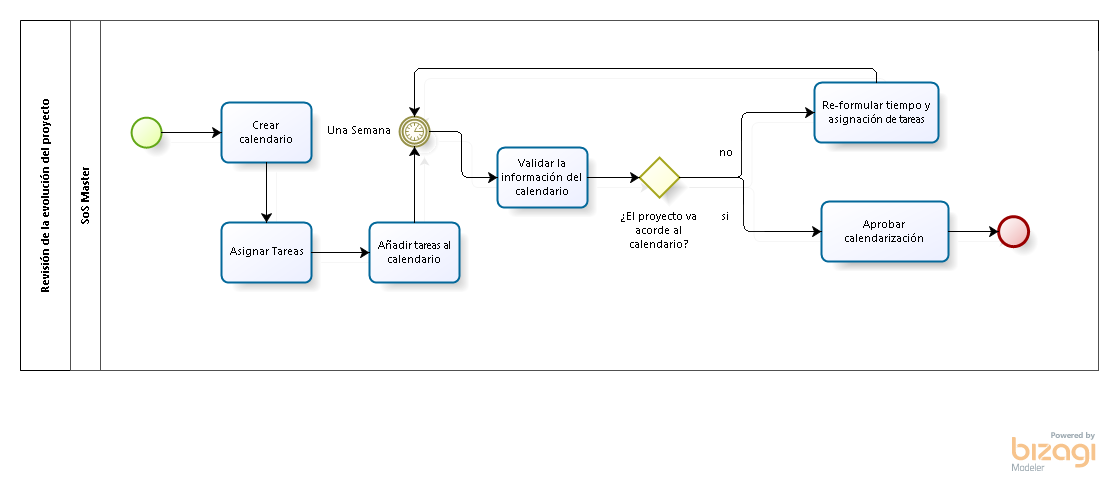 Revisión de la evolución del proyecto
SoS Master
Crear
calendario
Asignar Tareas
Añadir tareas al
calendario
Una Semana
Validar la
información del
calendario
¿El proyecto va
acorde al
calendario?
no
si
Re-formular tiempo y
asignación de tareas
Aprobar
calendarización
Powered by
bizagi
Modeler